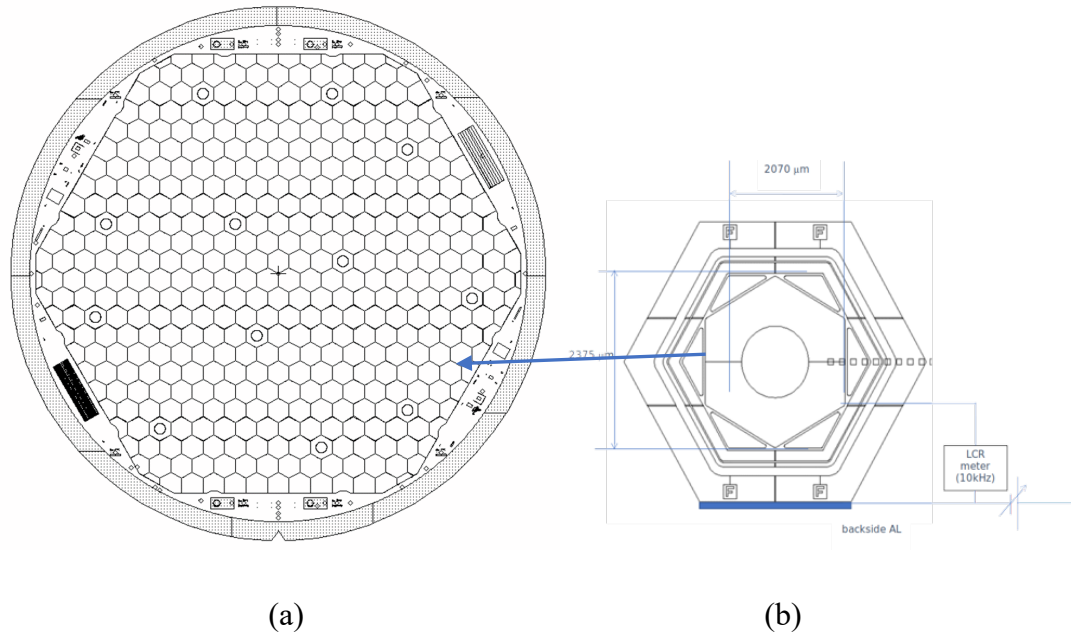 2070 μm
F F
2375 μm
LCR
meter
(10kHz)
F F
backside AL
(a) (b)